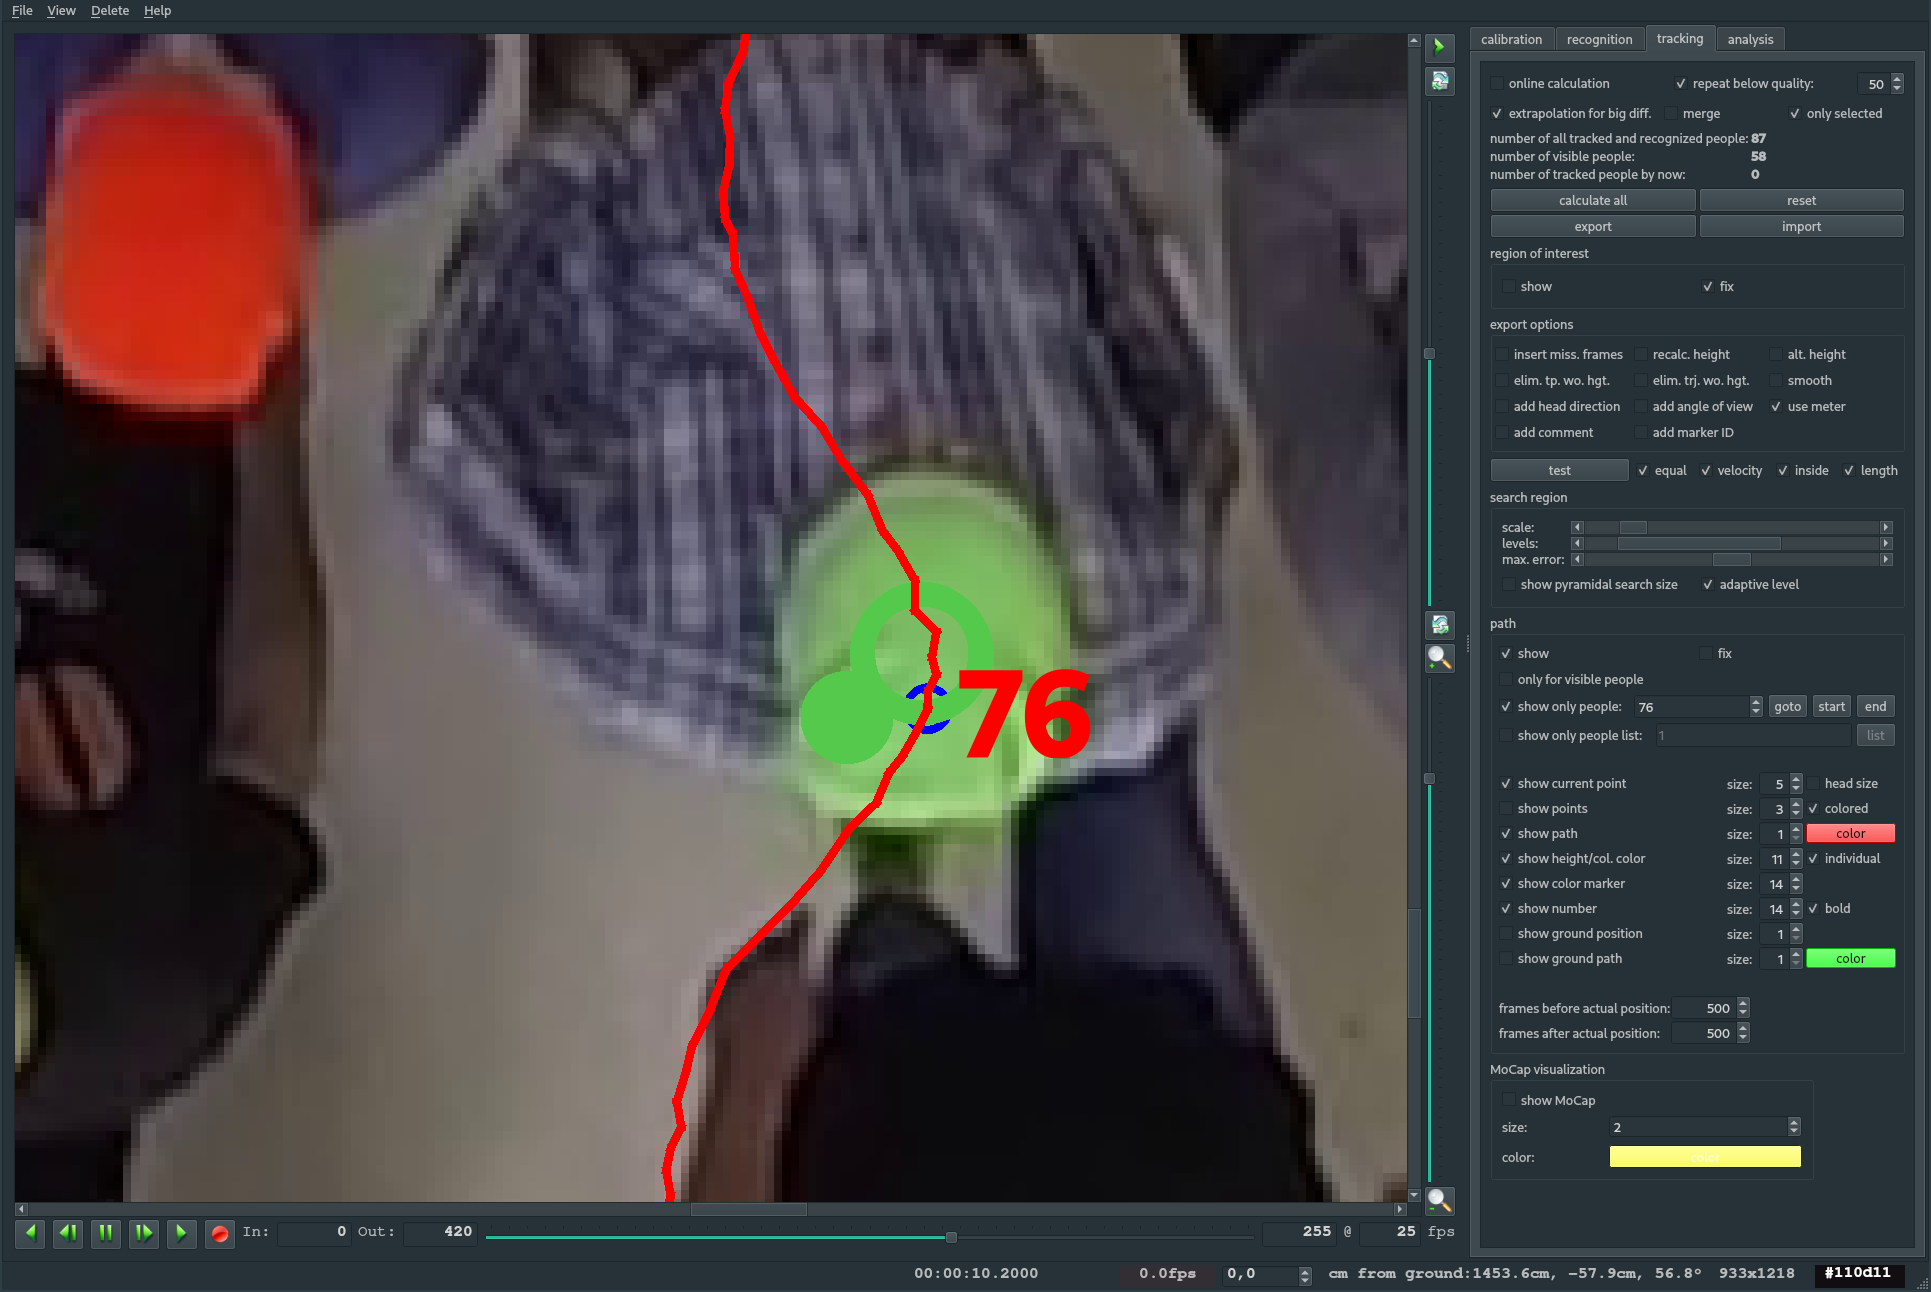 File View Delete Help
calibration recognition tracking analysis
online calculation repeat below quality: 50
extrapolation for big diff. merge only selected
number of all tracked and recognized people: 87
number of visible people: 58
number of tracked people by now: 0
calculate all reset
export import
region of interest
show fix
export options
insert miss. frames recalc. height alt. height
elim. tp. wo. hgt. elim. trj. wo. hgt. smooth
add head direction add angle of view use meter
add comment add marker ID
test equal velocity inside length
search region
scale:
levels:
max. error:
show pyramidal search size adaptive level
path
show fix
only for visible people
show only people: 76 goto start end
show only people list: 1 list
show current point size: 5 head size
show points size: 3 colored
show path size: 1 color
show height/col. color size: 11 individual
show color marker size: 14
show number size: 14 bold
show ground position size: 1
show ground path size: 1 color
frames before actual position: 500
frames after actual position: 500
MoCap visualization
show MoCap
size: 2
color: color
76
In: 0 Out: 420 255 @ 25 fps
00:00:10.2000 0.0fps 0,0 cm from ground:1453.6cm, -57.9cm, 56.8° 933x1218 #110d11